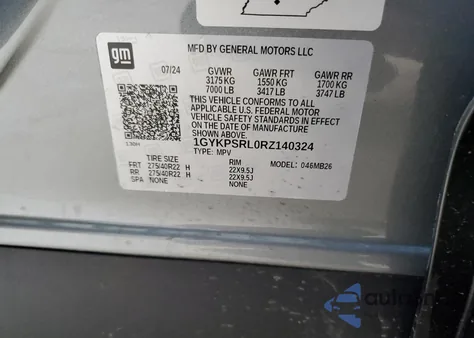 gm
MFD BY GENERAL MOTORS LLC
07/24 GVWR GAWR FRT GAWR RR
3175 KG 1550 KG 1700 KG
7000 LB 3417 LB 3747 LB
THIS VEHICLE CONFORMS TO ALL
APPLICABLE U.S. FEDERAL MOTOR
VEHICLE SAFETY STANDARDS IN
EFFECT ON THE DATE OF MANUFACTURE
SHOWN ABOVE.
1GYKPSRL0RZ140324
TYPE: MPV
TIRE SIZE RIM MODEL: 046MB26
FRT 275/40R22 H 22X9.5J
RR 275/40R22 H 22X9.5J
SPA NONE NONE